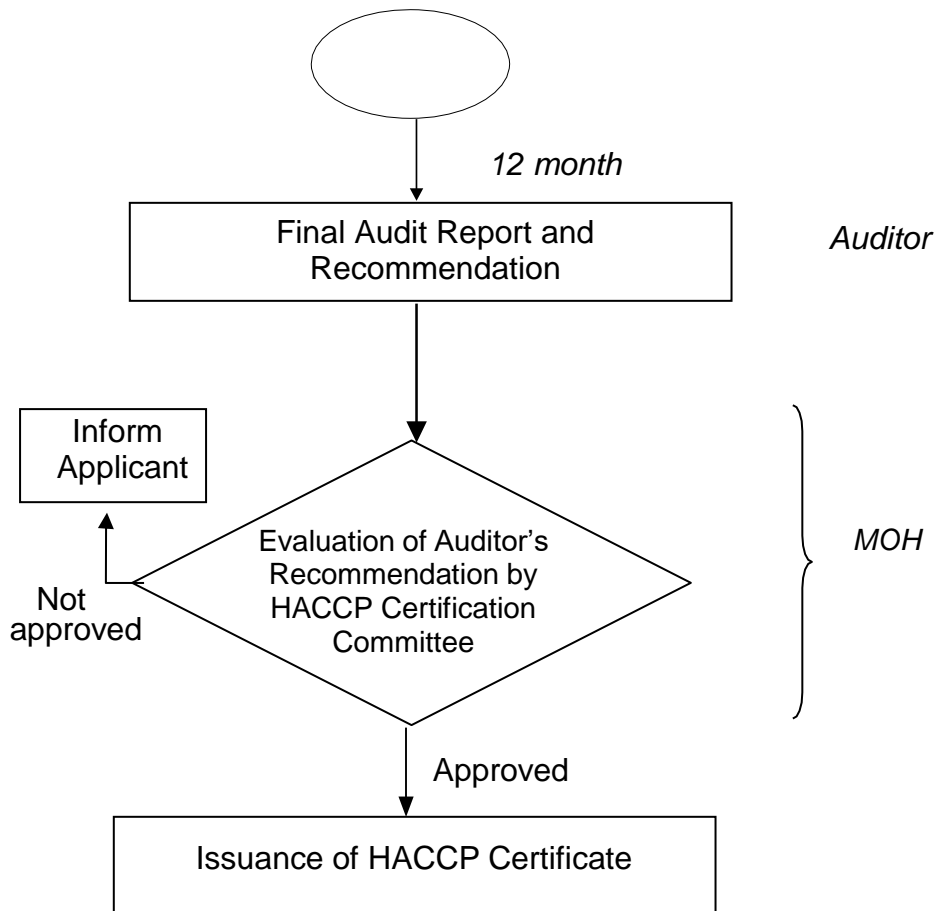 12 month
Final Audit Report and
Recommendation
Auditor
Inform
Applicant
Evaluation of Auditor’s
Recommendation by
HACCP Certification
Committee
MOH
Not
approved
Approved
Issuance of HACCP Certificate